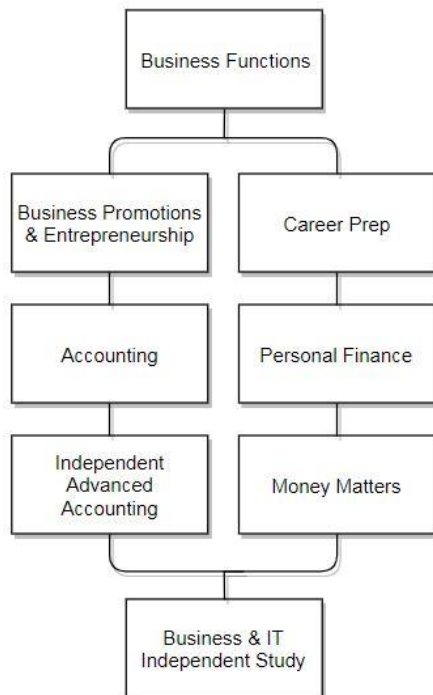 Business Functions
Business Promotions
& Entrepreneurship
Career Prep
Accounting
Personal Finance
Independent
Advanced
Accounting
Money Matters
Business & IT
Independent Study